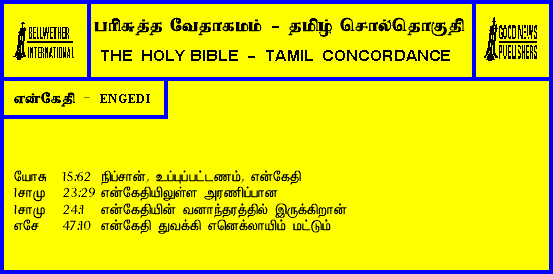 BELLWETHER
INTERNATIONAL
பரிசுத்த வேதாகமம் - தமிழ் சொல்தொகுதி
THE HOLY BIBLE - TAMIL CONCORDANCE
GOOD NEWS
PUBLISHERS
என்கேதி - ENGEDI
யோசு 15:62 நிப்சான், உப்புப்பட்டணம், என்கேதி
1சாமு 23:29 என்கேதியிலுள்ள அரணிப்பான
1சாமு 24:1 என்கேதியின் வனாந்தரத்தில் இருக்கிறான்
எசே 47:10 என்கேதி துவக்கி எனெக்லாயிம் மட்டும்